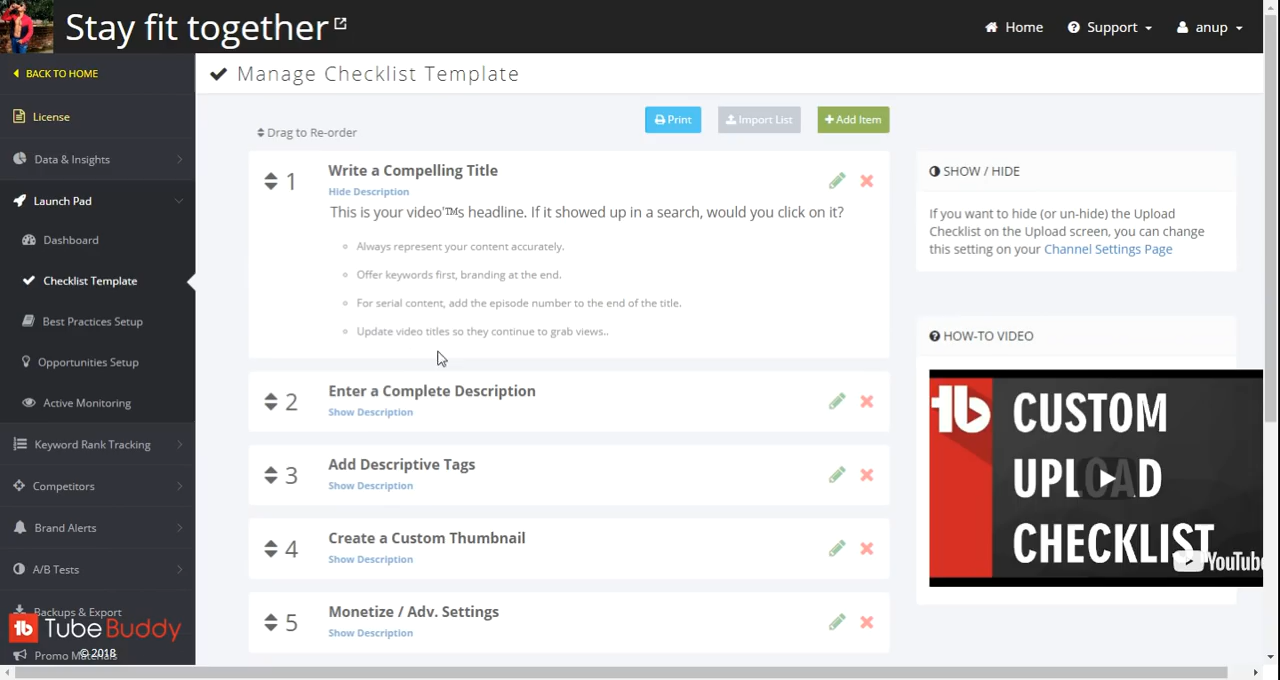 Stay fit together
Home
Support
anup
BACK TO HOME
License
Data & Insights
Launch Pad
Dashboard
Checklist Template
Best Practices Setup
Opportunities Setup
Active Monitoring
Keyword Rank Tracking
Competitors
Brand Alerts
A/B Tests
Backups & Export
TubeBuddy
Promo Materials
© 2018
Manage Checklist Template
Drag to Re-order
Print
Import List
+ Add Item
1
Write a Compelling Title
Hide Description
This is your video'™s headline. If it showed up in a search, would you click on it?
Always represent your content accurately.
Offer keywords first, branding at the end.
For serial content, add the episode number to the end of the title.
Update video titles so they continue to grab views..
2
Enter a Complete Description
Show Description
3
Add Descriptive Tags
Show Description
4
Create a Custom Thumbnail
Show Description
5
Monetize / Adv. Settings
Show Description
SHOW / HIDE
If you want to hide (or un-hide) the Upload
Checklist on the Upload screen, you can change
this setting on your Channel Settings Page
HOW-TO VIDEO
tb
CUSTOM
UPLOAD
CHECKLIST
YouTube